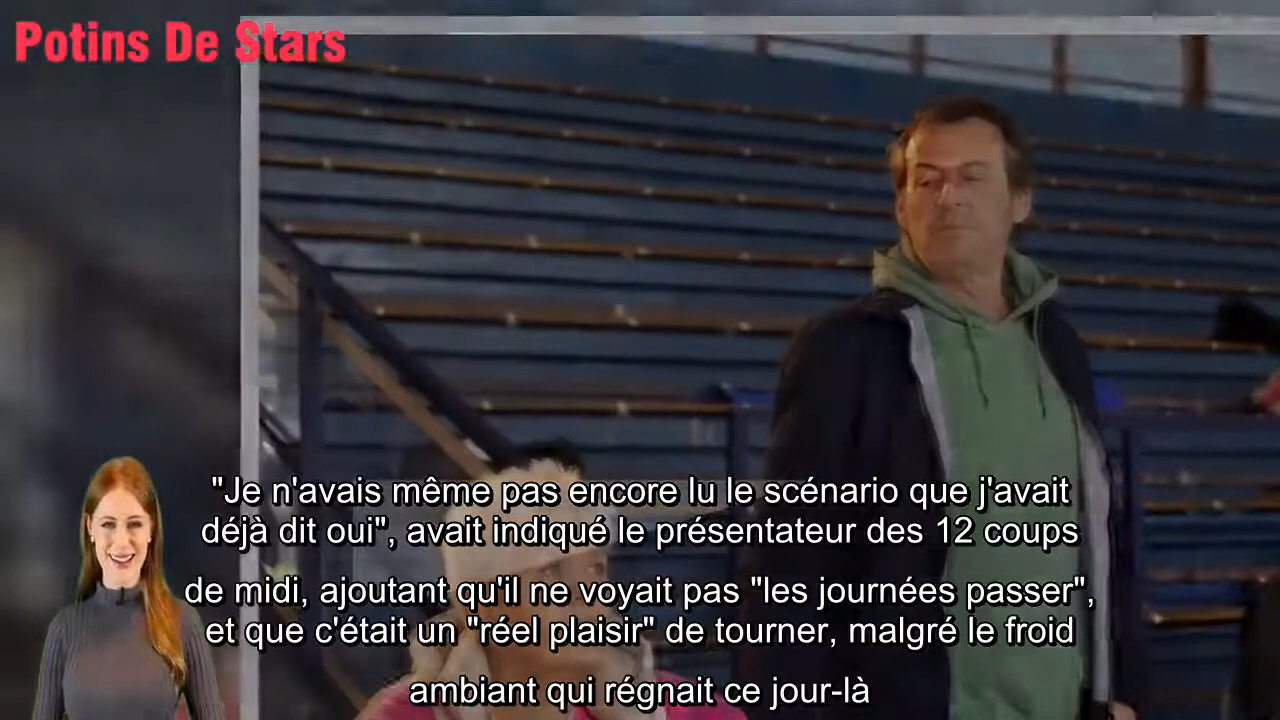 Potins De Stars
"Je n'avais même pas encore lu le scénario que j'avait
déjà dit oui", avait indiqué le présentateur des 12 coups
de midi, ajoutant qu'il ne voyait pas "les journées passer",
et que c'était un "réel plaisir" de tourner, malgré le froid
ambiant qui régnait ce jour-là